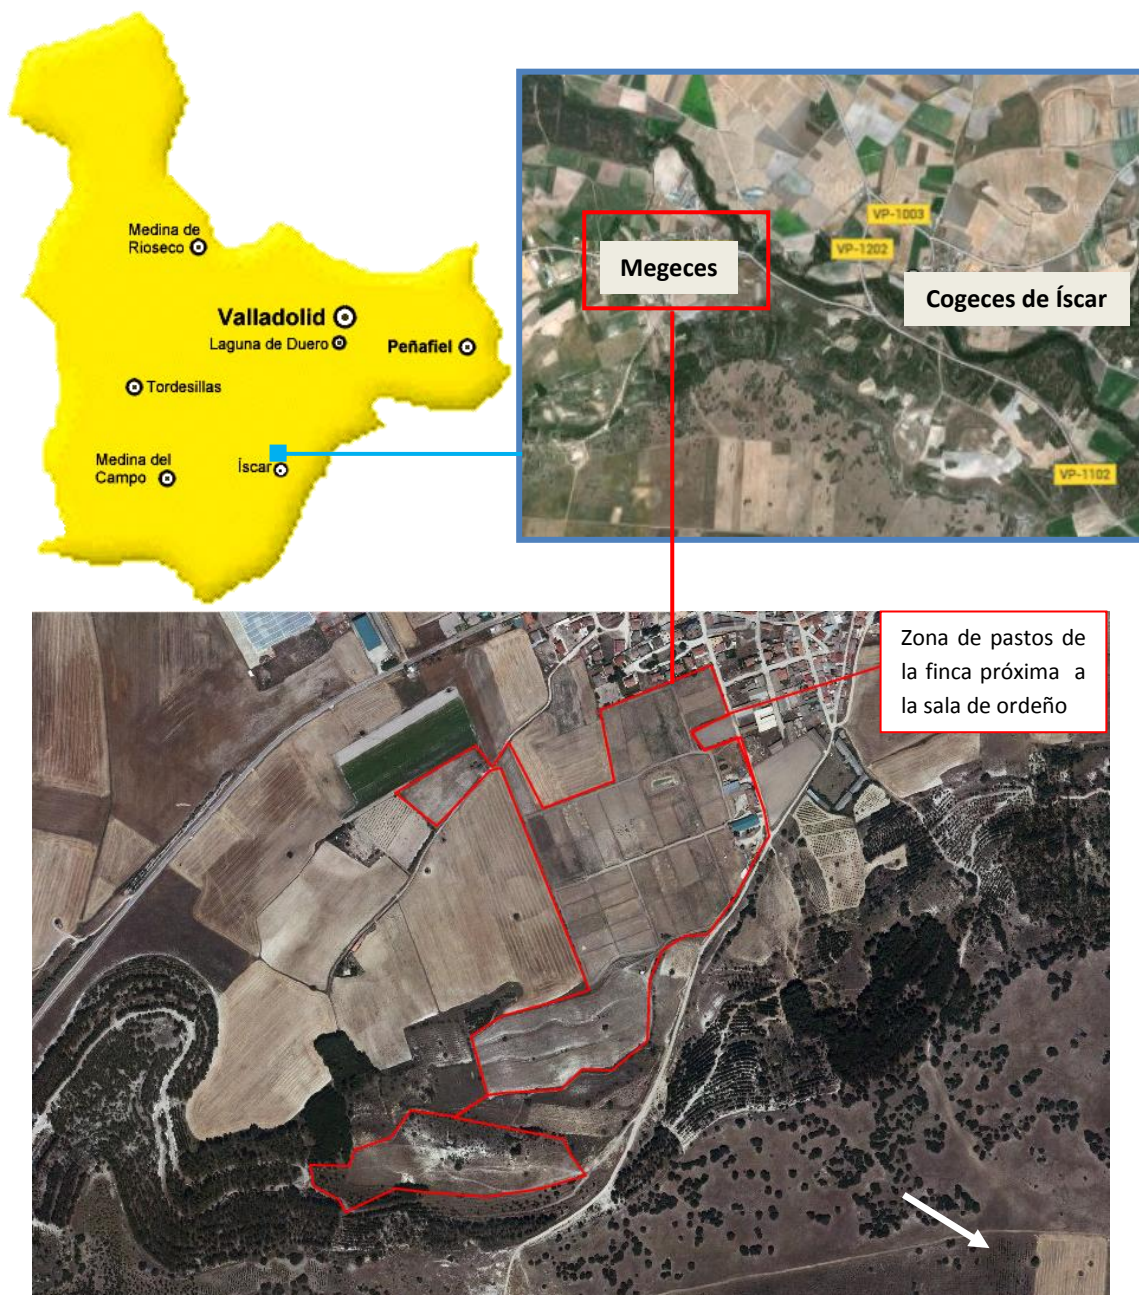 Medina de
Rioseco
Valladolid
Laguna de Duero
Peñafiel
Tordesillas
Medina del
Campo
Íscar
VP-1003
VP-1202
Megeces
Cogeces de Íscar
VP-1102
Zona de pastos de
la finca próxima a
la sala de ordeño